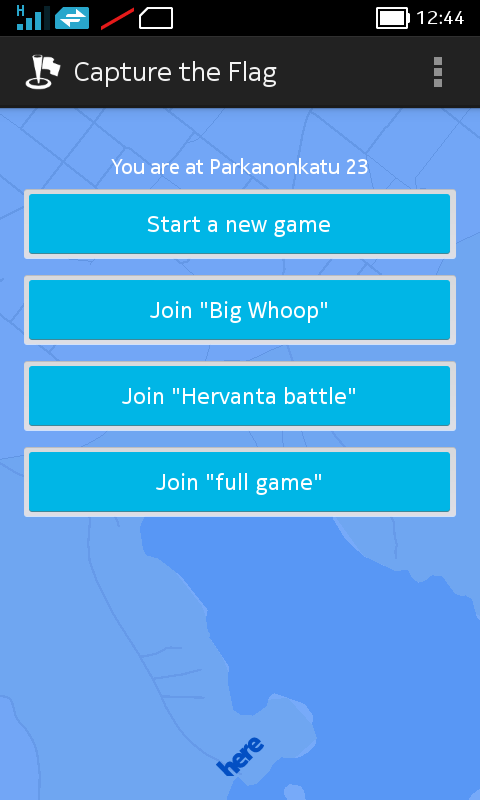 H
12:44
Capture the Flag
You are at Parkanonkatu 23
Start a new game
Join "Big Whoop"
Join "Hervanta battle"
Join "full game"
here